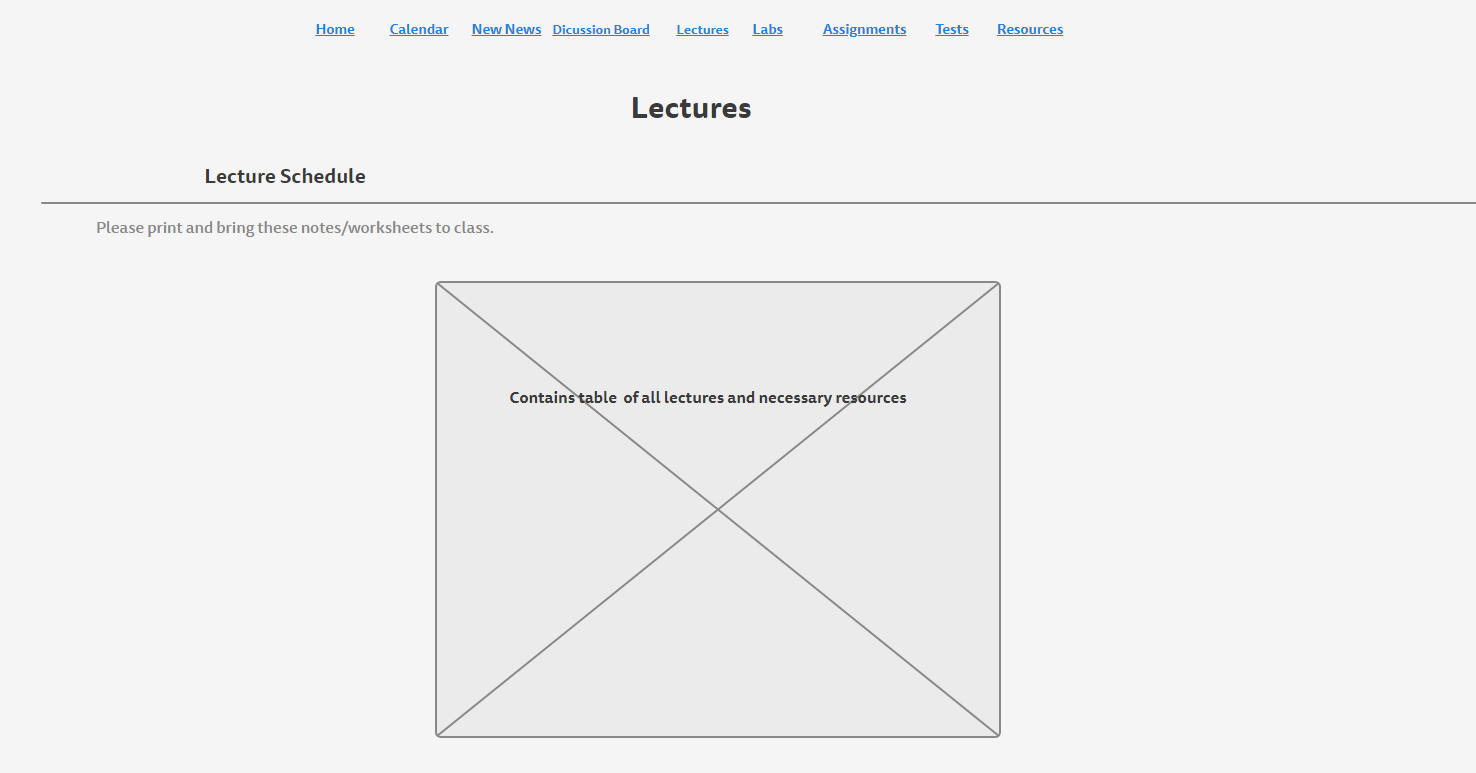 Home Calendar New News Dicussion Board Lectures Labs Assignments Tests Resources
Lectures
Lecture Schedule
Please print and bring these notes/worksheets to class.
Contains table of all lectures and necessary resources